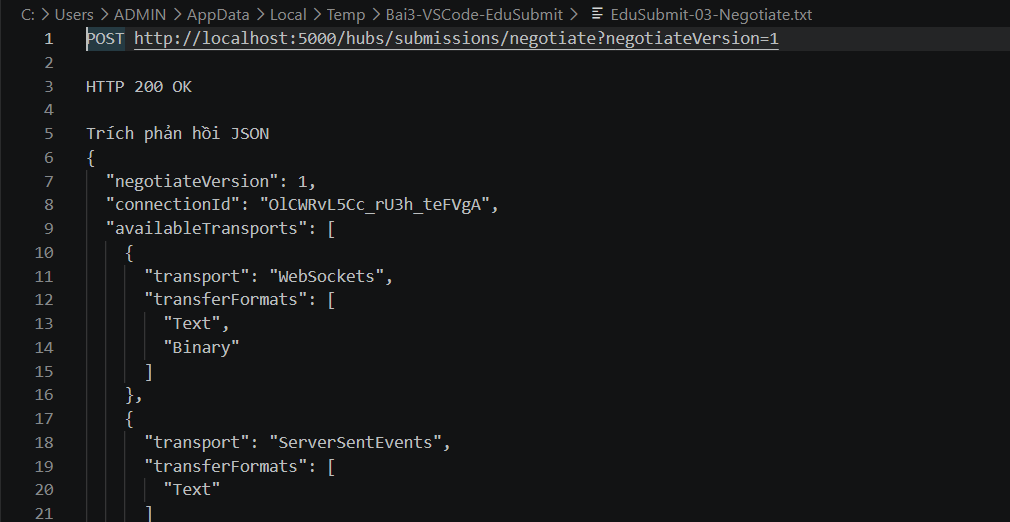 C: > Users > ADMIN > AppData > Local > Temp > Bai3-VSCode-EduSubmit > EduSubmit-03-Negotiate.txt
1 POST http://localhost:5000/hubs/submissions/negotiate?negotiateVersion=1
2
3 HTTP 200 OK
4
5 Trích phản hồi JSON
6 {
7   "negotiateVersion": 1,
8   "connectionId": "OlCWRvL5Cc_rU3h_teFVgA",
9   "availableTransports": [
10     {
11       "transport": "WebSockets",
12       "transferFormats": [
13         "Text",
14         "Binary"
15       ]
16     },
17     {
18       "transport": "ServerSentEvents",
19       "transferFormats": [
20         "Text"
21       ]